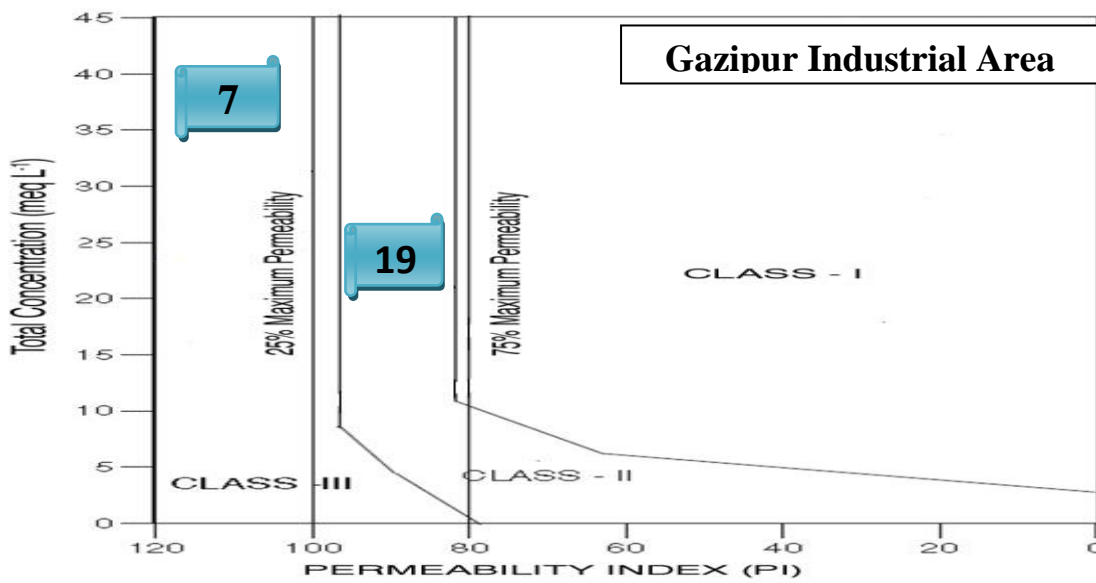 Gazipur Industrial Area
45
40
35
30
25
20
15
10
5
0
Total Concentration (meq L⁻¹)
7
19
25% Maximum Permeability
75% Maximum Permeability
CLASS - I
CLASS - II
CLASS -III
120 100 80 60 40 20 0
PERMEABILITY INDEX (PI)